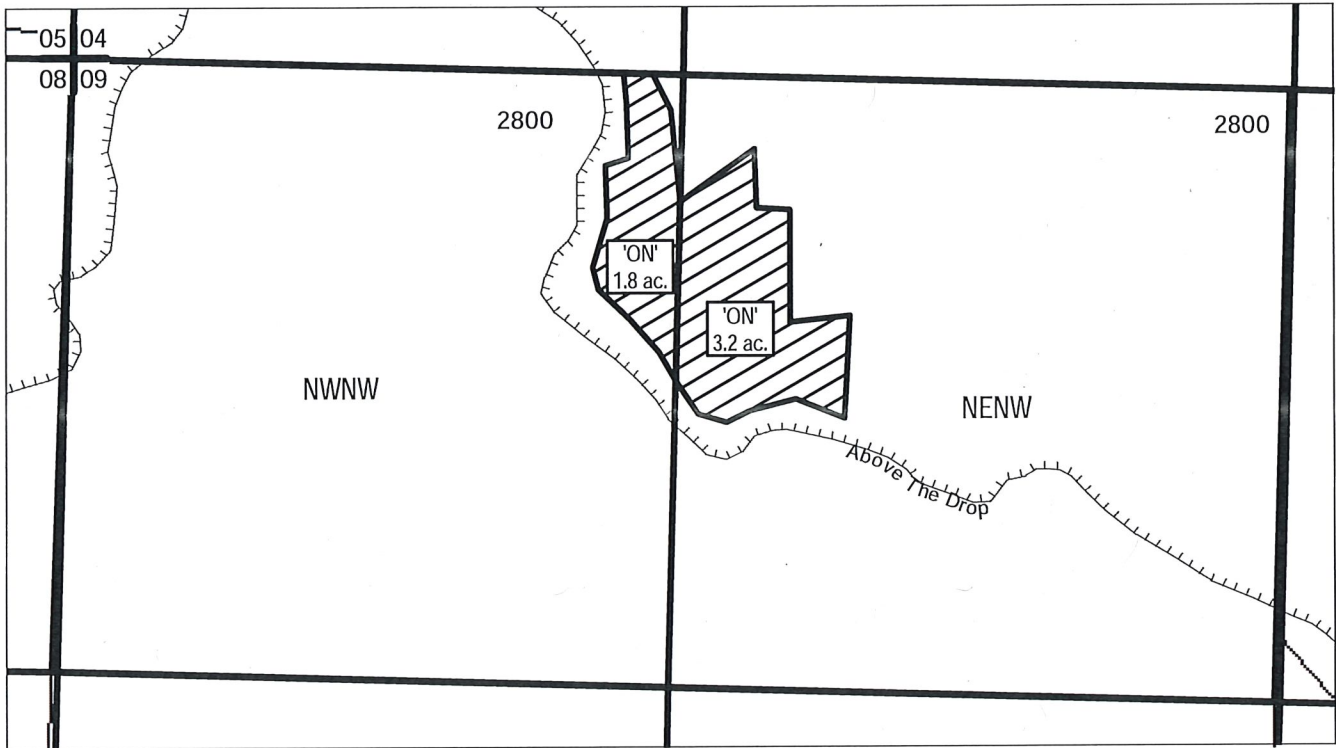 05 04
08 09
2800
2800
'ON'
1.8 ac.
'ON'
3.2 ac.
NWNW
NENW
Above The Drop